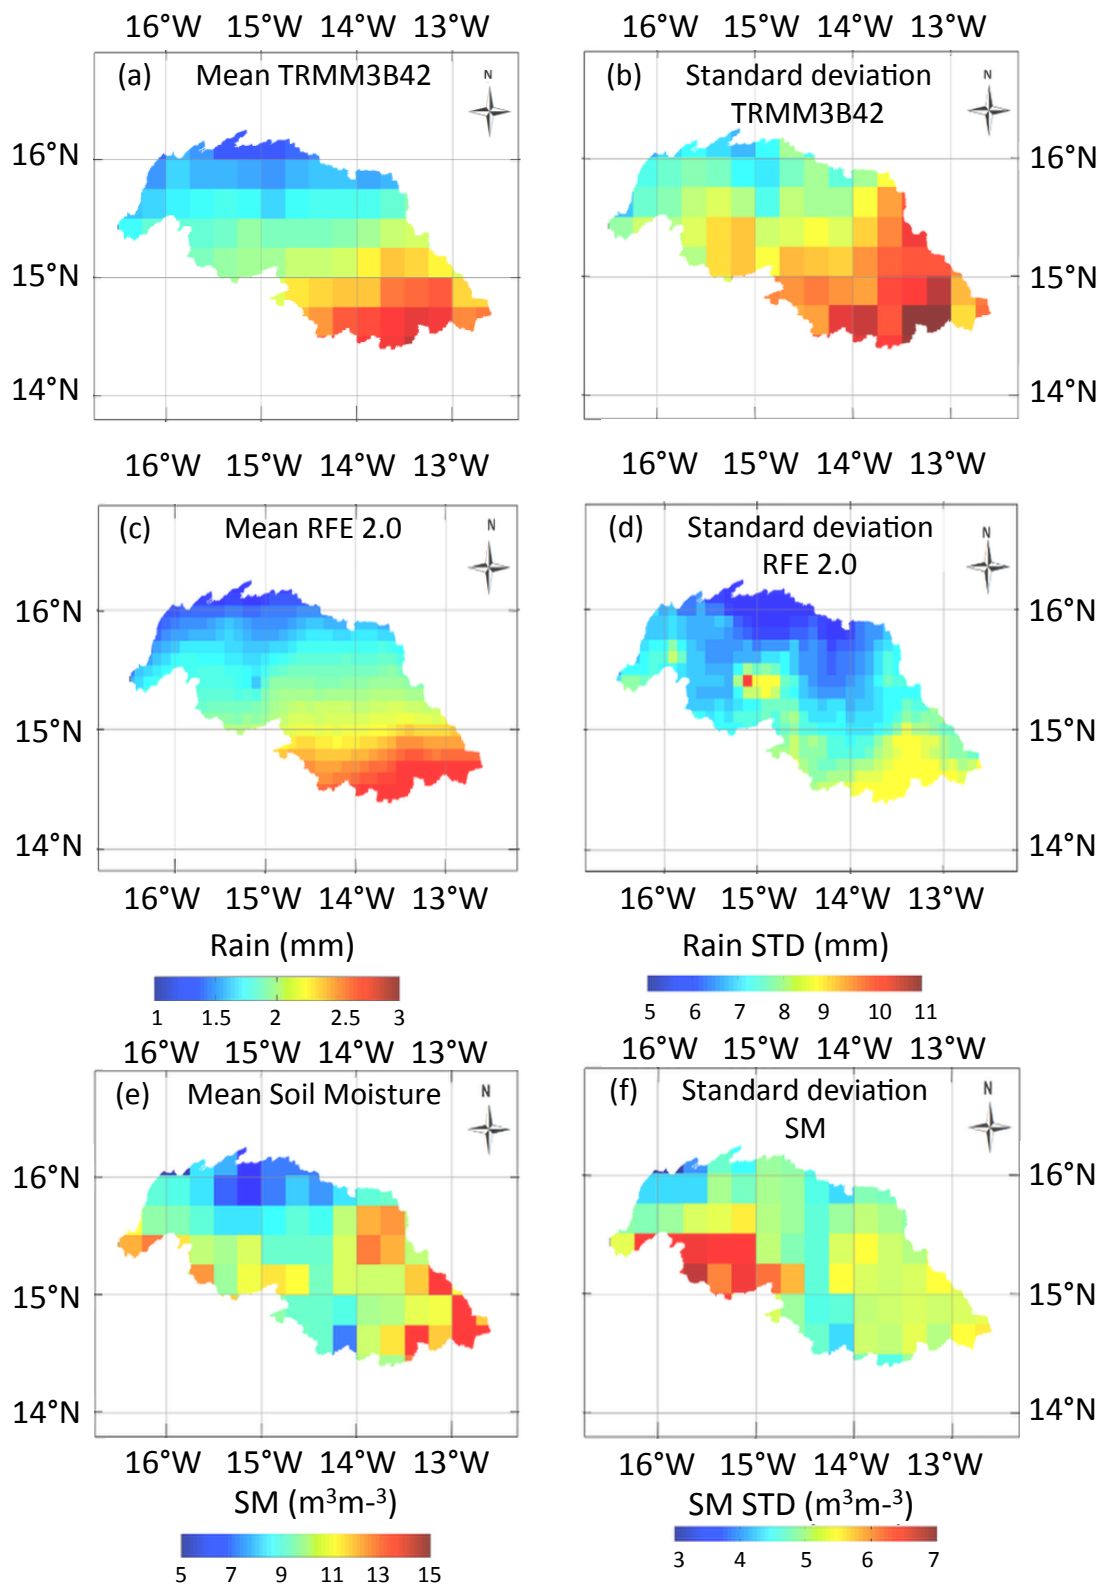 16°W 15°W 14°W 13°W 16°W 15°W 14°W 13°W
(a) Mean TRMM3B42 N (b) Standard deviation N
TRMM3B42
16°N 16°N
15°N 15°N
14°N 14°N
16°W 15°W 14°W 13°W 16°W 15°W 14°W 13°W
(c) Mean RFE 2.0 N (d) Standard deviation N
RFE 2.0
16°N 16°N
15°N 15°N
14°N 14°N
16°W 15°W 14°W 13°W 16°W 15°W 14°W 13°W
Rain (mm) Rain STD (mm)
1 1.5 2 2.5 3 5 6 7 8 9 10 11
16°W 15°W 14°W 13°W 16°W 15°W 14°W 13°W
(e) Mean Soil Moisture N (f) Standard deviation N
SM
16°N 16°N
15°N 15°N
14°N 14°N
16°W 15°W 14°W 13°W 16°W 15°W 14°W 13°W
SM (m³m-³) SM STD (m³m-³)
5 7 9 11 13 15 3 4 5 6 7